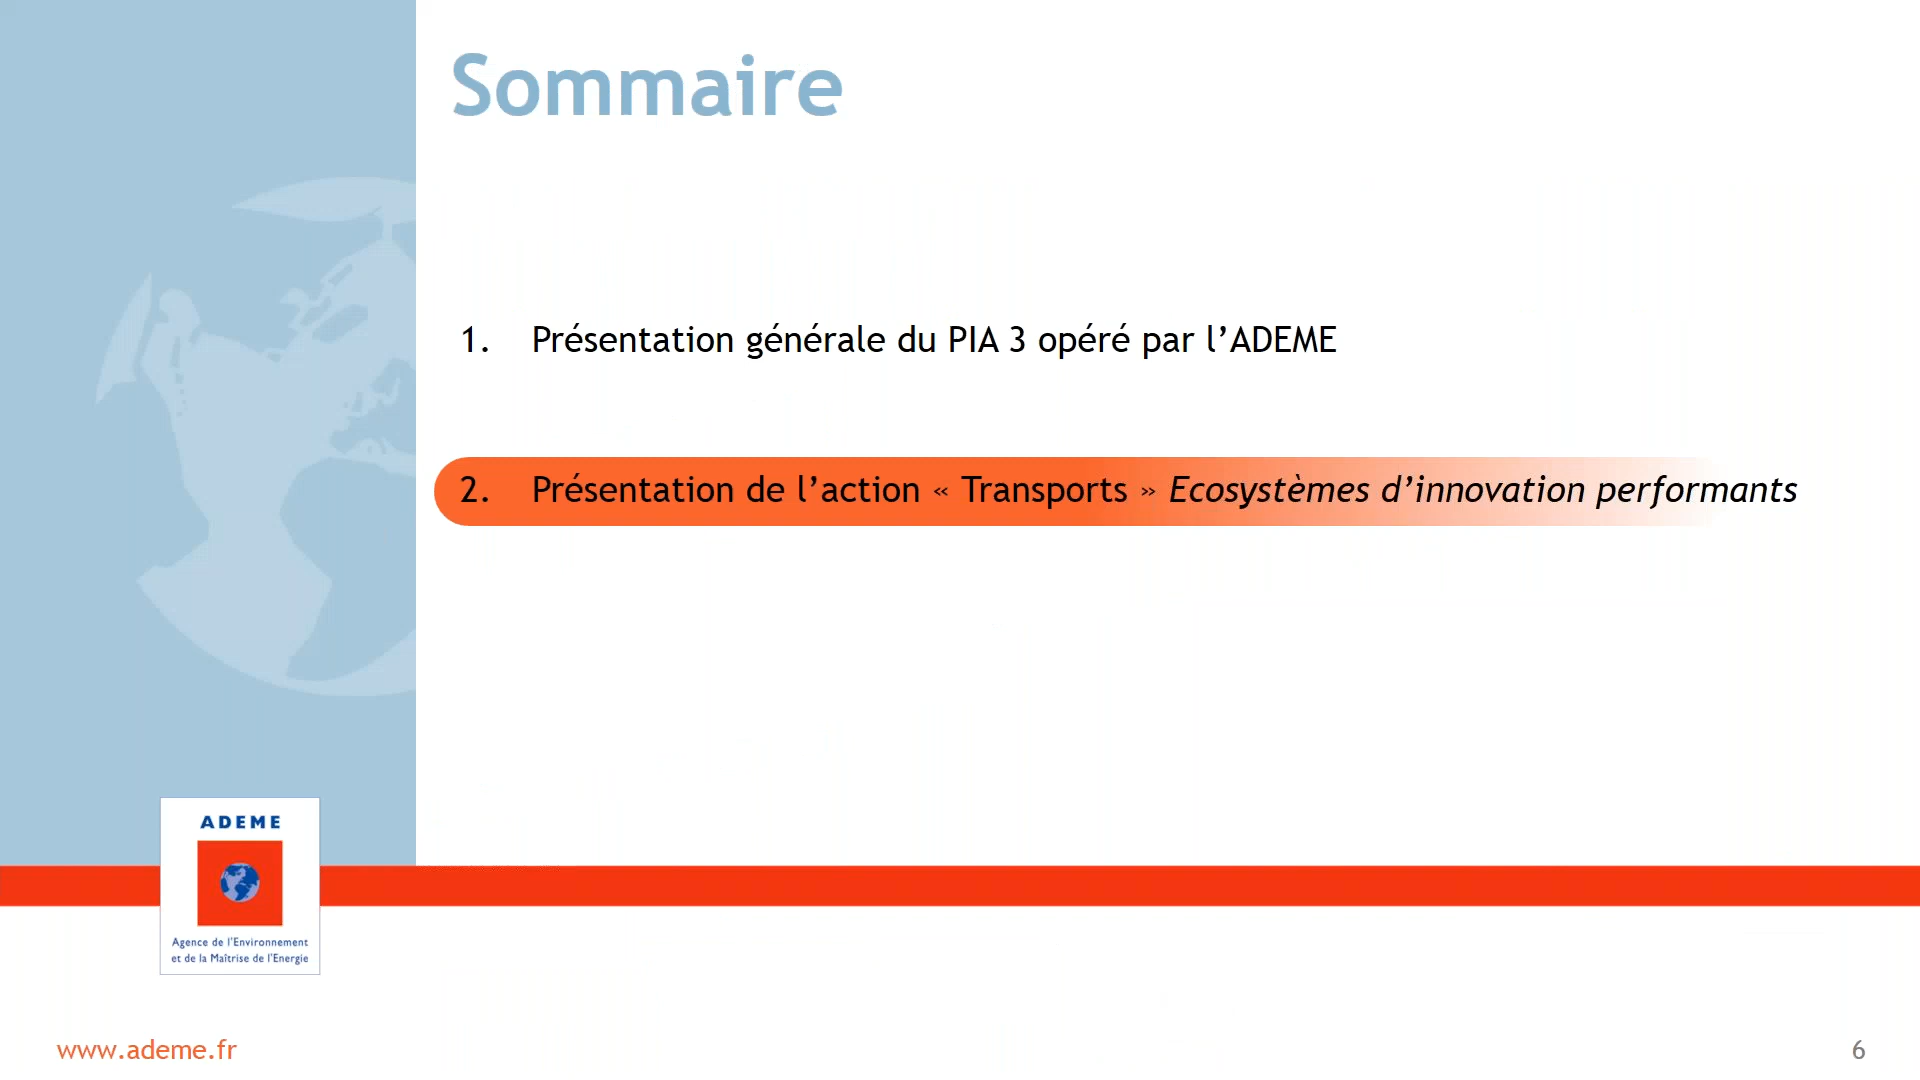 Sommaire
1. Présentation générale du PIA 3 opéré par l’ADEME
2. Présentation de l’action « Transports » Ecosystèmes d’innovation performants
ADEME
Agence de l'Environnement
et de la Maîtrise de l'Energie
www.ademe.fr
6